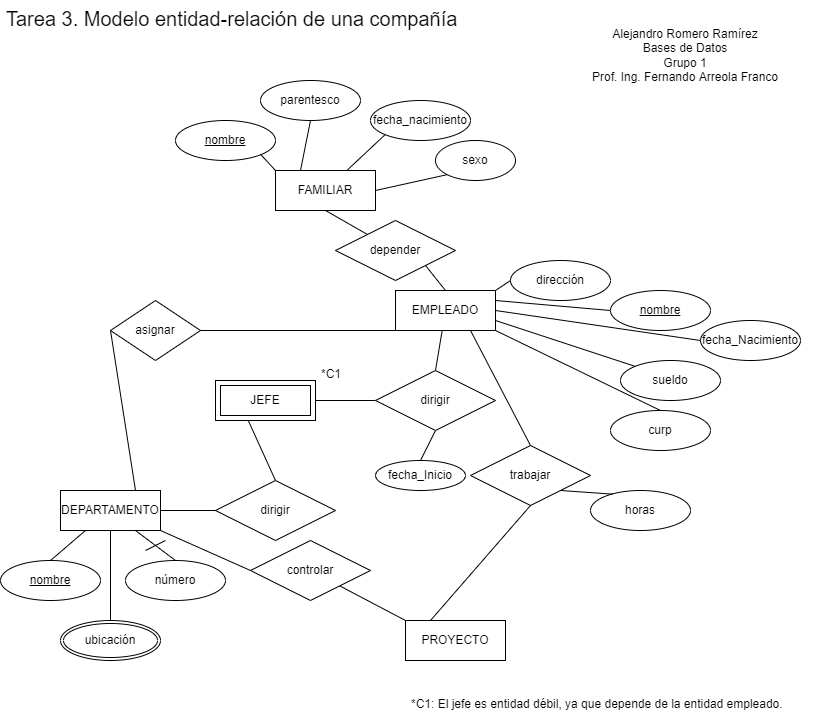 Tarea 3. Modelo entidad-relación de una compañía
Alejandro Romero Ramírez
Bases de Datos
Grupo 1
Prof. Ing. Fernando Arreola Franco
parentesco
fecha_nacimiento
nombre
sexo
FAMILIAR
depender
dirección
EMPLEADO
nombre
asignar
fecha_Nacimiento
*C1
sueldo
JEFE
dirigir
curp
fecha_Inicio
trabajar
DEPARTAMENTO
dirigir
horas
controlar
nombre
número
ubicación
PROYECTO
*C1: El jefe es entidad débil, ya que depende de la entidad empleado.